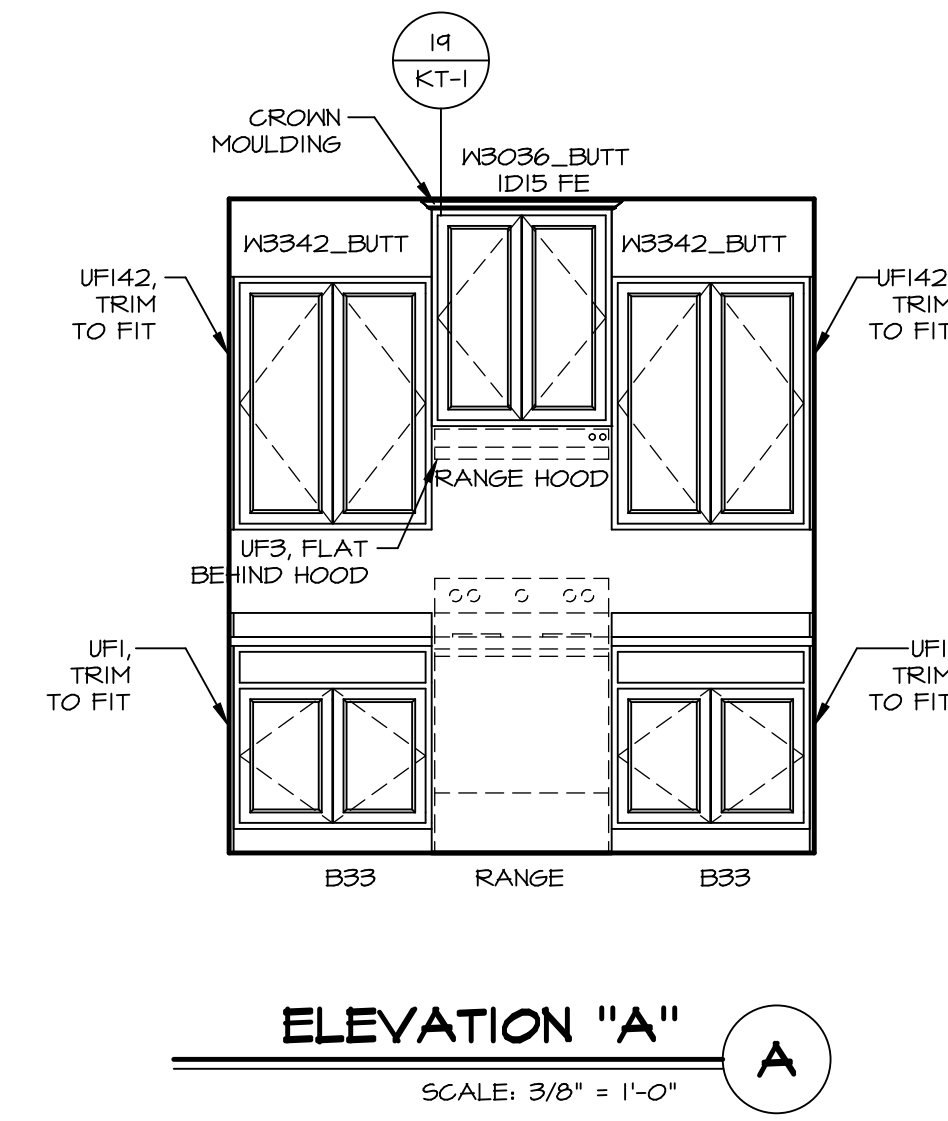 19
KT-1
CROWN
MOULDING
W3036_BUTT
1D15 FE
W3342_BUTT
W3342_BUTT
UF142,
TRIM
TO FIT
UF142
TRIM
TO FIT
RANGE HOOD
UF3, FLAT
BEHIND HOOD
UF1,
TRIM
TO FIT
UF1
TRIM
TO FIT
B33
RANGE
B33
ELEVATION "A"
A
SCALE: 3/8" = 1'-0"